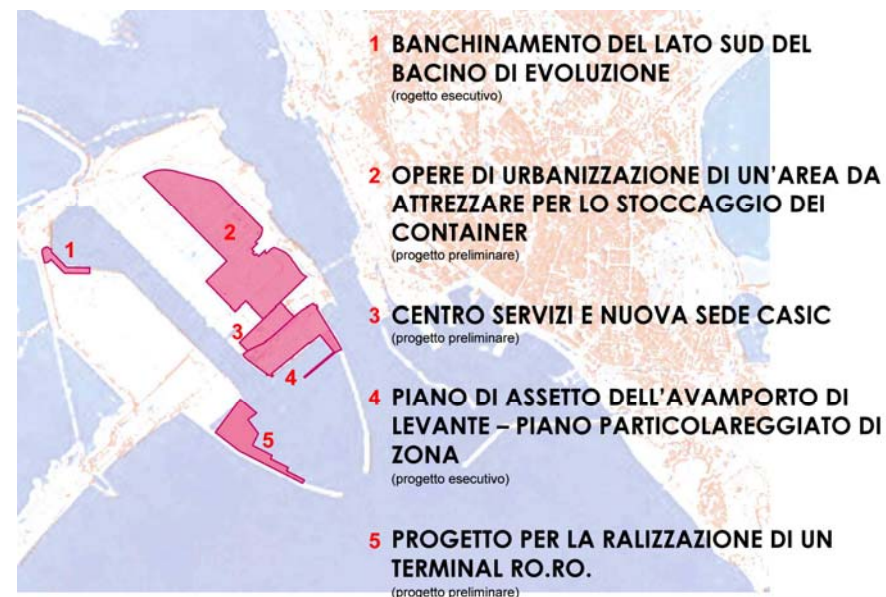 1 BANCHINAMENTO DEL LATO SUD DEL
BACINO DI EVOLUZIONE
(rogetto esecutivo)
2 OPERE DI URBANIZZAZIONE DI UN'AREA DA
ATTREZZARE PER LO STOCCAGGIO DEI
CONTAINER
(progetto preliminare)
3 CENTRO SERVIZI E NUOVA SEDE CASIC
(progetto preliminare)
4 PIANO DI ASSETTO DELL'AVAMPORTO DI
LEVANTE – PIANO PARTICOLAREGGIATO DI
ZONA
(progetto esecutivo)
5 PROGETTO PER LA RALIZZAZIONE DI UN
TERMINAL RO.RO.
(progetto preliminare)
1
2
3
4
5